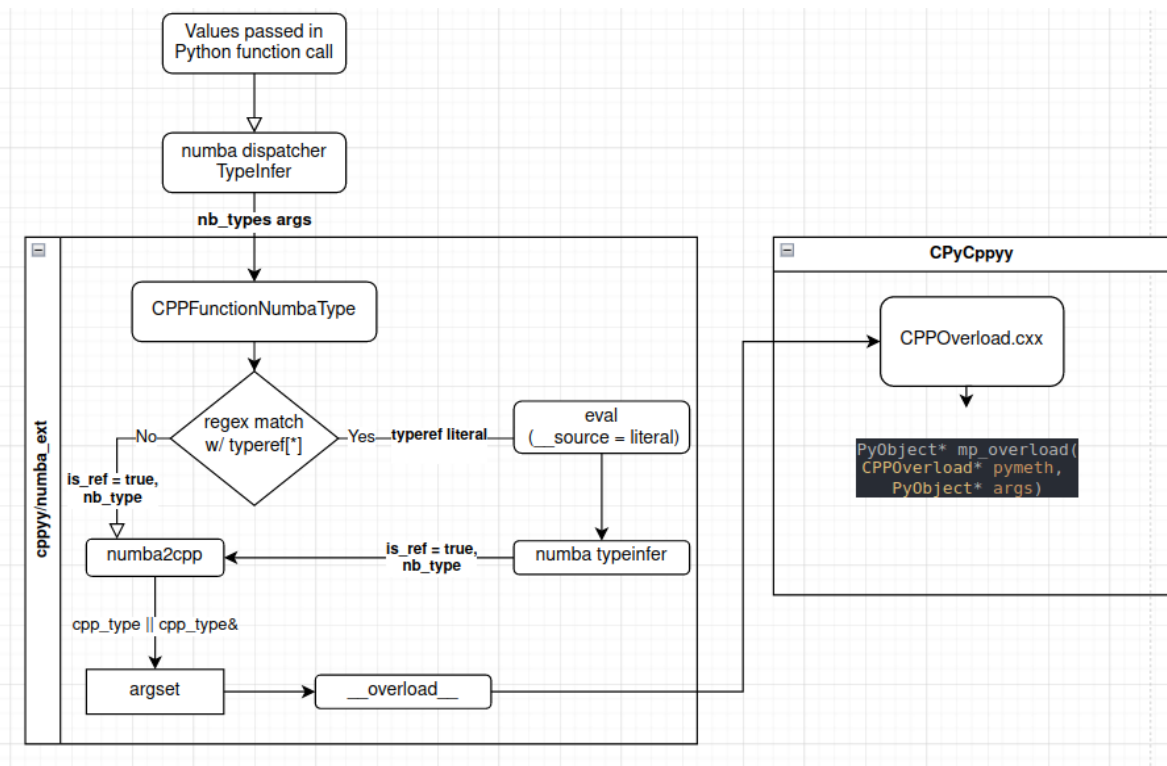 Values passed in
Python function call
numba dispatcher
TypeInfer
nb_types args
cppyy/numba_ext
CPPFunctionNumbaType
regex match
w/ typeref[*]
No
Yes
typeref literal
eval
(__source = literal)
is_ref = true,
nb_type
numba2cpp
is_ref = true,
nb_type
numba typeinfer
cpp_type || cpp_type&
argset
__overload__
CPyCppyy
CPPOverload.cxx
PyObject* mp_overload(
CPPOverload* pymeth,
PyObject* args)